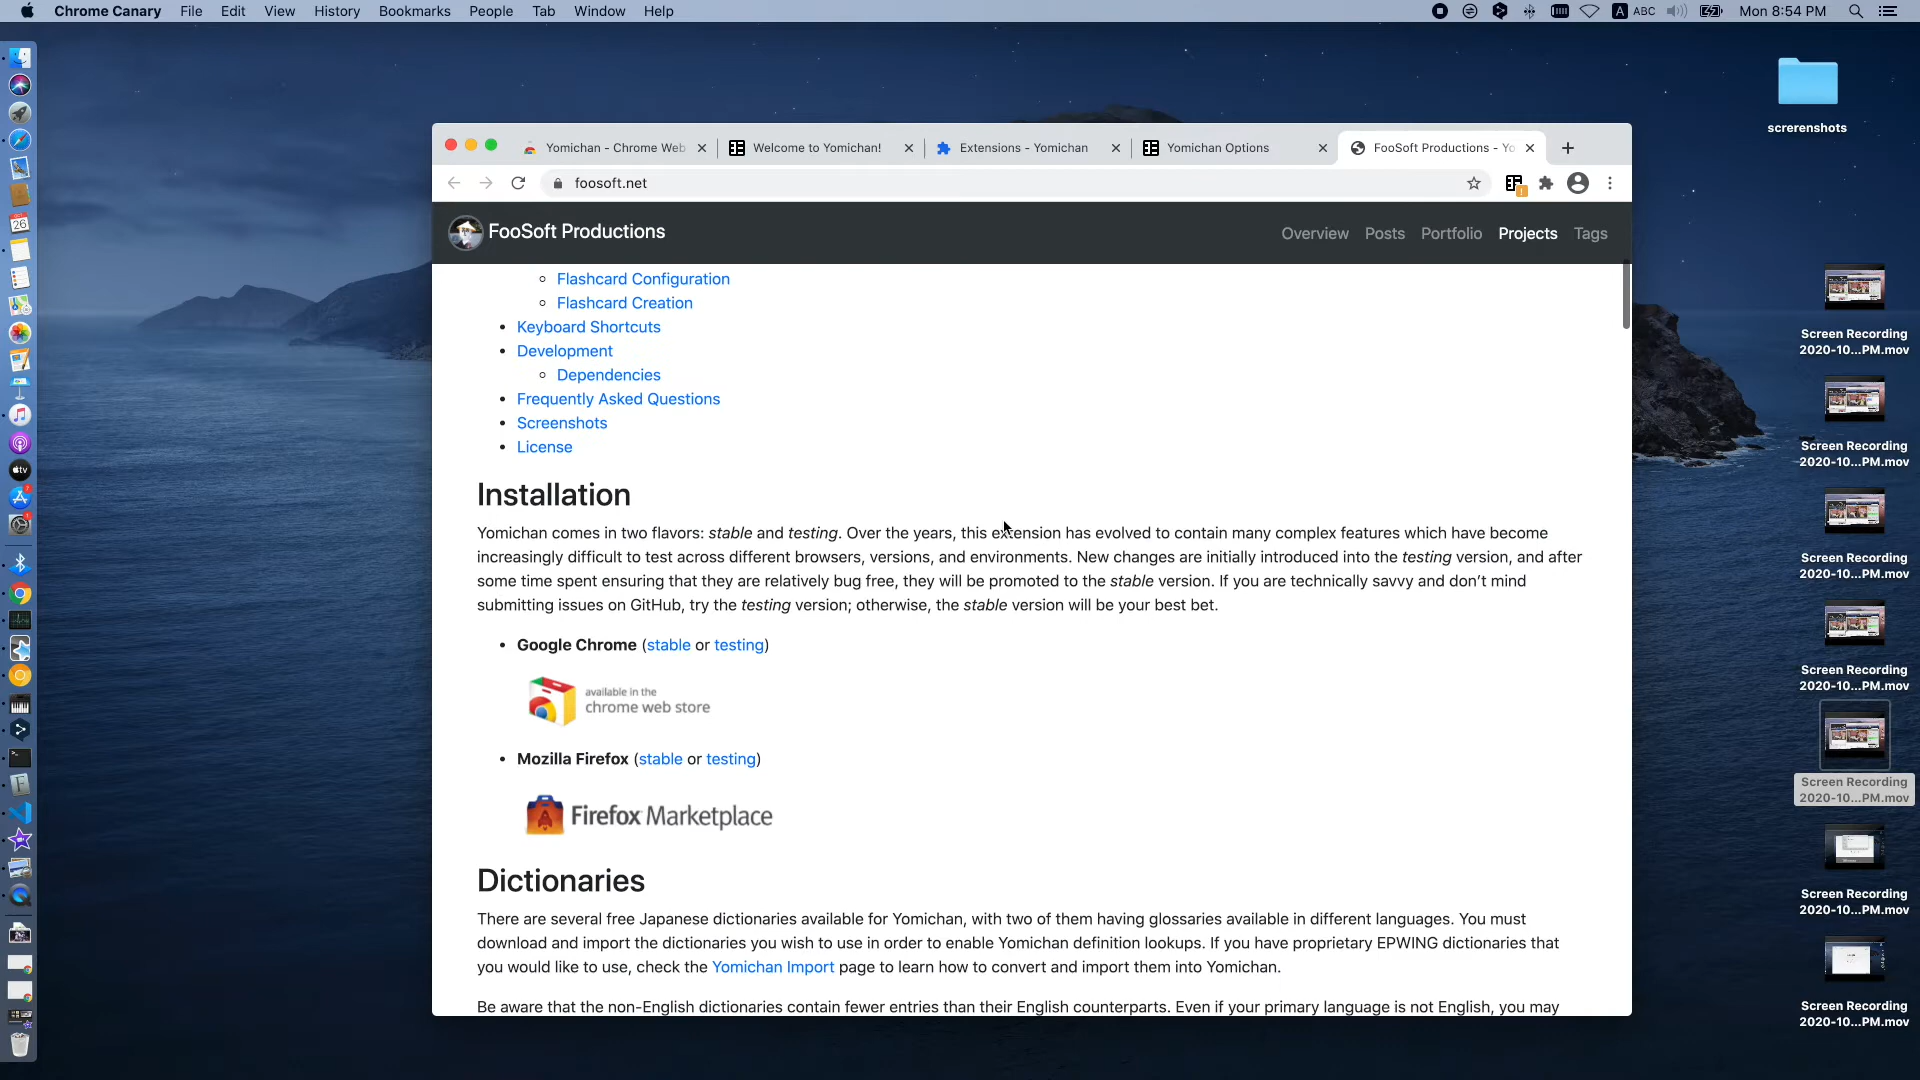 Chrome Canary File Edit View History Bookmarks People Tab Window Help
A ABC Mon 8:54 PM
screrenshots
Yomichan - Chrome Web
Welcome to Yomichan!
Extensions - Yomichan
Yomichan Options
FooSoft Productions - Yo
foosoft.net
FooSoft Productions
Overview Posts Portfolio Projects Tags
Flashcard Configuration
Flashcard Creation
Keyboard Shortcuts
Development
Dependencies
Frequently Asked Questions
Screenshots
License
Installation
Yomichan comes in two flavors: stable and testing. Over the years, this extension has evolved to contain many complex features which have become
increasingly difficult to test across different browsers, versions, and environments. New changes are initially introduced into the testing version, and after
some time spent ensuring that they are relatively bug free, they will be promoted to the stable version. If you are technically savvy and don't mind
submitting issues on GitHub, try the testing version; otherwise, the stable version will be your best bet.
Google Chrome (stable or testing)
available in the
chrome web store
Mozilla Firefox (stable or testing)
Firefox Marketplace
Dictionaries
There are several free Japanese dictionaries available for Yomichan, with two of them having glossaries available in different languages. You must
download and import the dictionaries you wish to use in order to enable Yomichan definition lookups. If you have proprietary EPWING dictionaries that
you would like to use, check the Yomichan Import page to learn how to convert and import them into Yomichan.
Be aware that the non-English dictionaries contain fewer entries than their English counterparts. Even if your primary language is not English, you may
Screen Recording
2020-10...PM.mov
Screen Recording
2020-10...PM.mov
Screen Recording
2020-10...PM.mov
Screen Recording
2020-10...PM.mov
Screen Recording
2020-10...PM.mov
Screen Recording
2020-10...PM.mov
Screen Recording
2020-10...PM.mov
26
tv